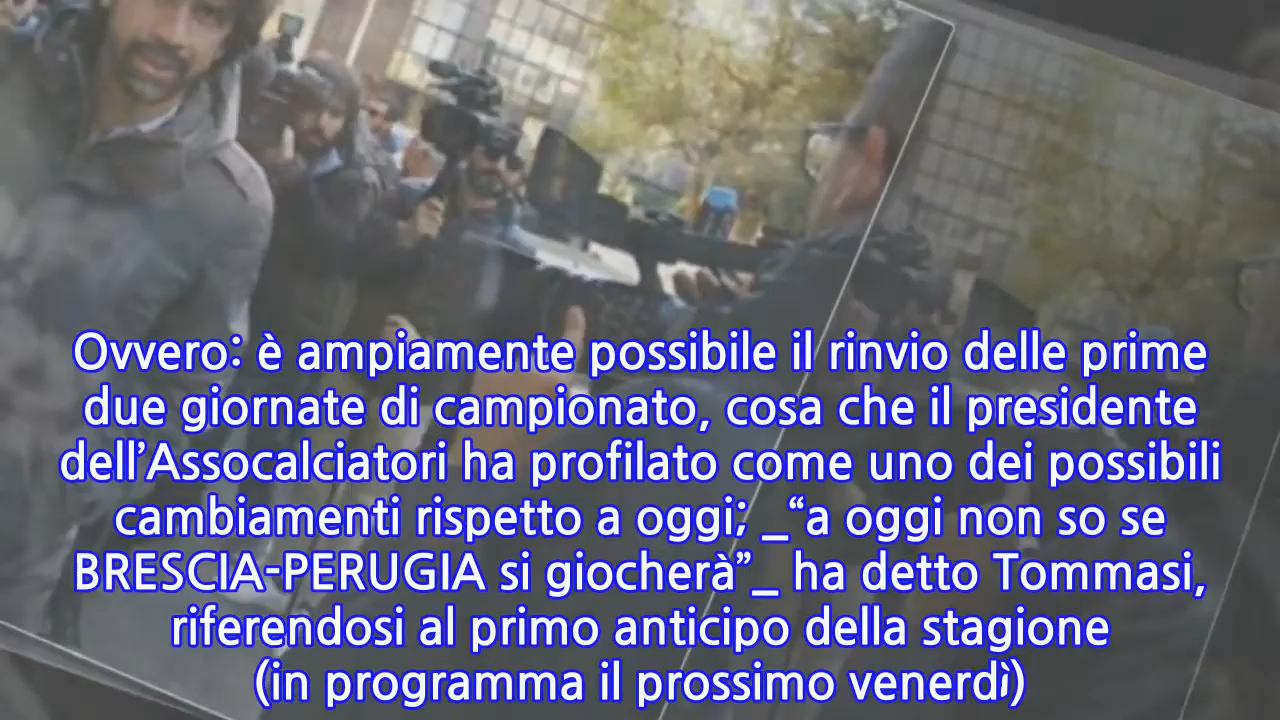 Ovvero: è ampiamente possibile il rinvio delle prime
due giornate di campionato, cosa che il presidente
dell’Assocalciatori ha profilato come uno dei possibili
cambiamenti rispetto a oggi; _“a oggi non so se
BRESCIA-PERUGIA si giocherà”_ ha detto Tommasi,
riferendosi al primo anticipo della stagione
(in programma il prossimo venerdì)